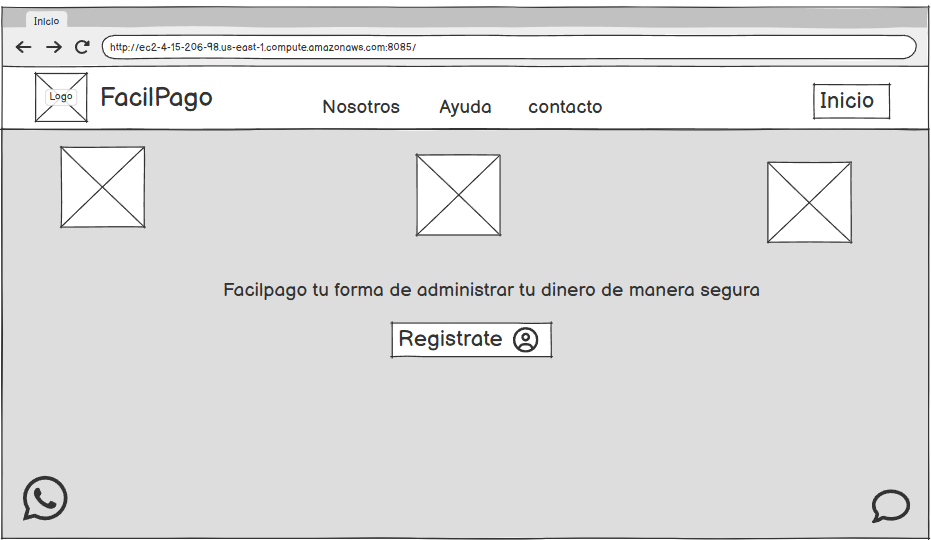 Inicio
http://ec2-4-15-206-98.us-east-1.compute.amazonaws.com:8085/
Logo
FacilPago
Nosotros
Ayuda
contacto
Inicio
Facilpago tu forma de administrar tu dinero de manera segura
Registrate